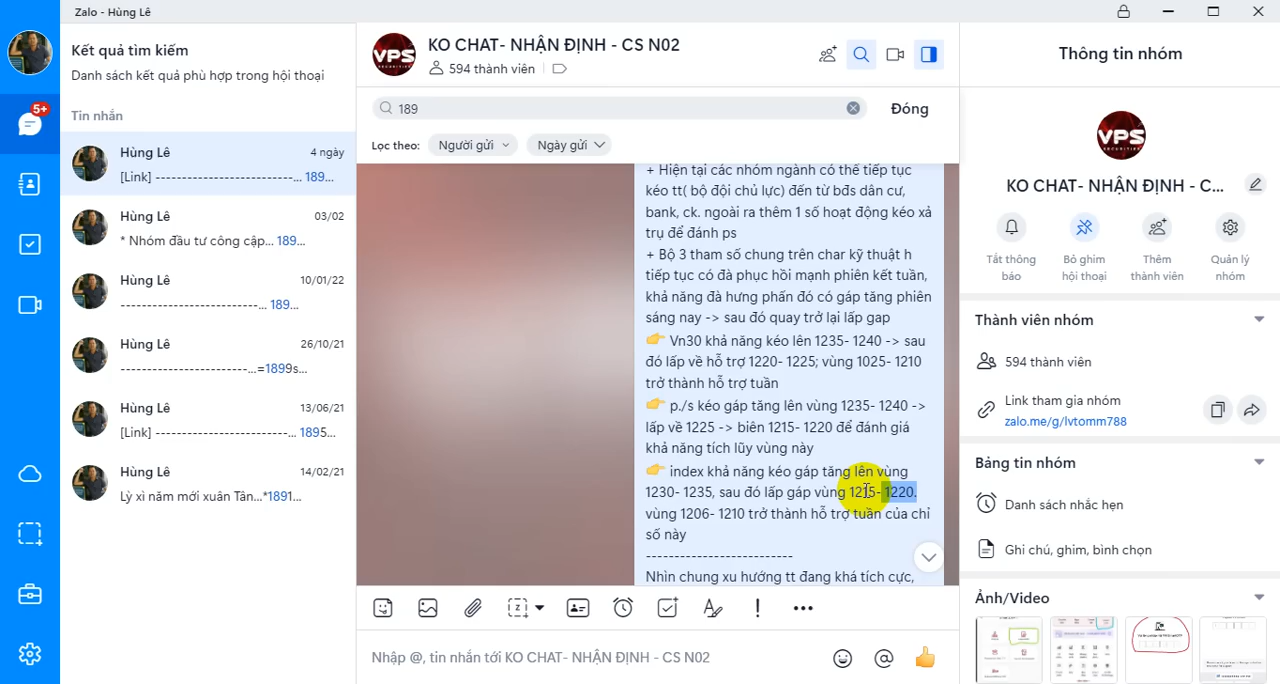 Zalo - Hùng Lê
5+
Kết quả tìm kiếm
Danh sách kết quả phù hợp trong hội thoại
Tin nhắn
Hùng Lê
4 ngày
[Link] --------------------------... 189...
Hùng Lê
03/02
* Nhóm đầu tư công cập... 189...
Hùng Lê
10/01/22
--------------------------... 189...
Hùng Lê
26/10/21
------------------------...=1899s...
Hùng Lê
13/06/21
[Link] -------------------------... 1895...
Hùng Lê
14/02/21
Lỳ xì năm mới xuân Tân...*1891...
VPS
SECURITIES
KO CHAT- NHẬN ĐỊNH - CS N02
594 thành viên
189
Đóng
Lọc theo:
Người gửi
Ngày gửi
+ Hiện tại các nhóm ngành có thể tiếp tục
kéo tt( bộ đội chủ lực) đến từ bđs dân cư,
bank, ck. ngoài ra thêm 1 số hoạt động kéo xả
trụ để đánh ps
+ Bộ 3 tham số chung trên char kỹ thuật h
tiếp tục có đà phục hồi mạnh phiên kết tuần,
khả năng đà hưng phấn đó có gáp tăng phiên
sáng nay -> sau đó quay trở lại lấp gap
👉 Vn30 khả năng kéo lên 1235- 1240 -> sau
đó lấp về hỗ trợ 1220- 1225; vùng 1025- 1210
trở thành hỗ trợ tuần
👉 p./s kéo gáp tăng lên vùng 1235- 1240 ->
lấp về 1225 -> biên 1215- 1220 để đánh giá
khả năng tích lũy vùng này
👉 index khả năng kéo gáp tăng lên vùng
1230- 1235, sau đó lấp gáp vùng 1215- 1220.
vùng 1206- 1210 trở thành hỗ trợ tuần của chỉ
số này
--------------------------
Nhìn chung xu hướng tt đang khá tích cực,
Nhập @, tin nhắn tới KO CHAT- NHẬN ĐỊNH - CS N02
Thông tin nhóm
VPS
SECURITIES
KO CHAT- NHẬN ĐỊNH - C...
Tắt thông
báo
Bỏ ghim
hội thoại
Thêm
thành viên
Quản lý
nhóm
Thành viên nhóm
594 thành viên
Link tham gia nhóm
zalo.me/g/lvtomm788
Bảng tin nhóm
Danh sách nhắc hẹn
Ghi chú, ghim, bình chọn
Ảnh/Video